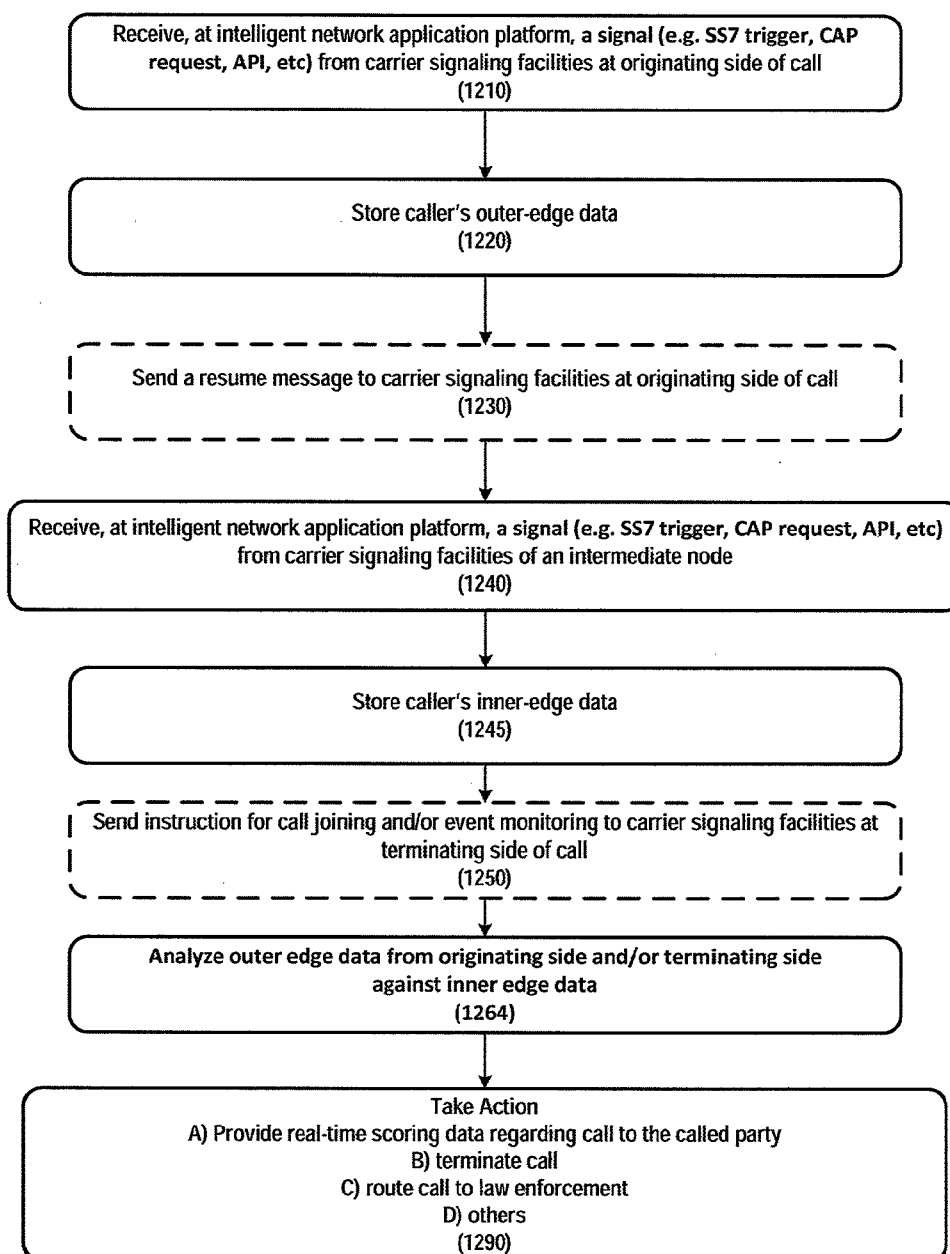 Receive, at intelligent network application platform, a signal (e.g. SS7 trigger, CAP
request, API, etc) from carrier signaling facilities at originating side of call
(1210)
Store caller's outer-edge data
(1220)
Send a resume message to carrier signaling facilities at originating side of call
(1230)
Receive, at intelligent network application platform, a signal (e.g. SS7 trigger, CAP request, API, etc)
from carrier signaling facilities of an intermediate node
(1240)
Store caller's inner-edge data
(1245)
Send instruction for call joining and/or event monitoring to carrier signaling facilities at
terminating side of call
(1250)
Analyze outer edge data from originating side and/or terminating side
against inner edge data
(1264)
Take Action
A) Provide real-time scoring data regarding call to the called party
B) terminate call
C) route call to law enforcement
D) others
(1290)